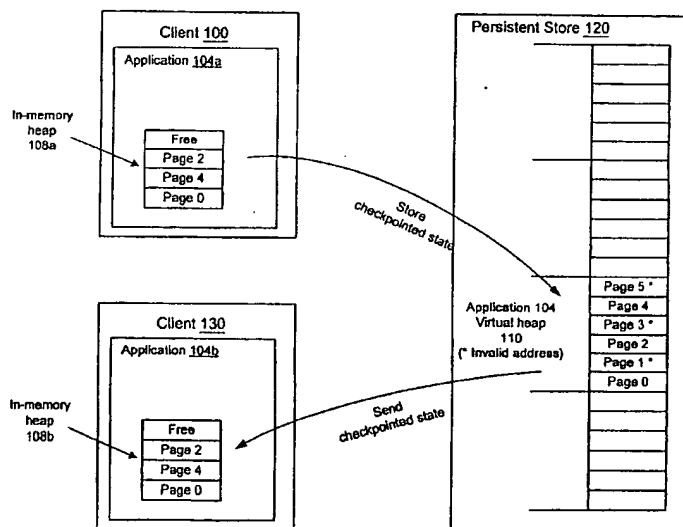 Client 100
Application 104a
In-memory
heap
108a
Free
Page 2
Page 4
Page 0
Store
checkpointed state
Persistent Store 120
Page 5 *
Page 4
Page 3 *
Page 2
Page 1 *
Page 0
Application 104
Virtual heap
110
(* Invalid address)
Client 130
Application 104b
In-memory
heap
108b
Free
Page 2
Page 4
Page 0
Send
checkpointed state